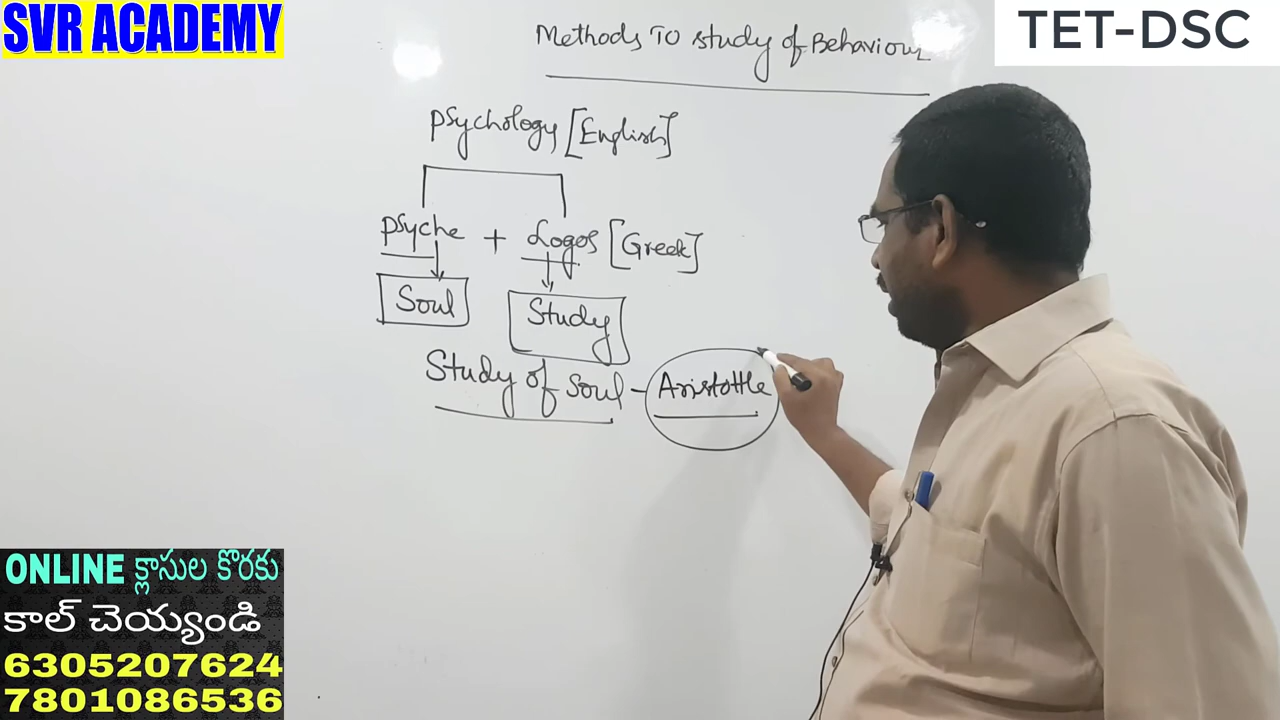 SVR ACADEMY
TET-DSC
Methods To study of Behaviour
Psychology [English]
Psyche + Logos [Greek]
Soul
Study
Study of Soul - Aristottle
ONLINE క్లాసుల కొరకు
కాల్ చెయ్యండి
6305207624
7801086536